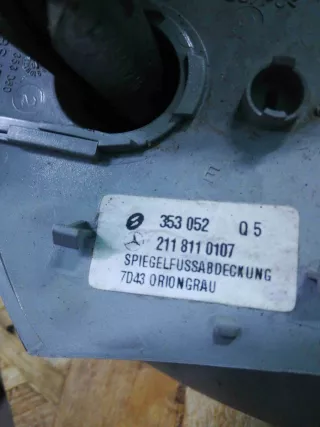 353 052 Q5
211 811 0107
SPIEGELFUSSABDECKUNG
7D43 ORIONGRAU